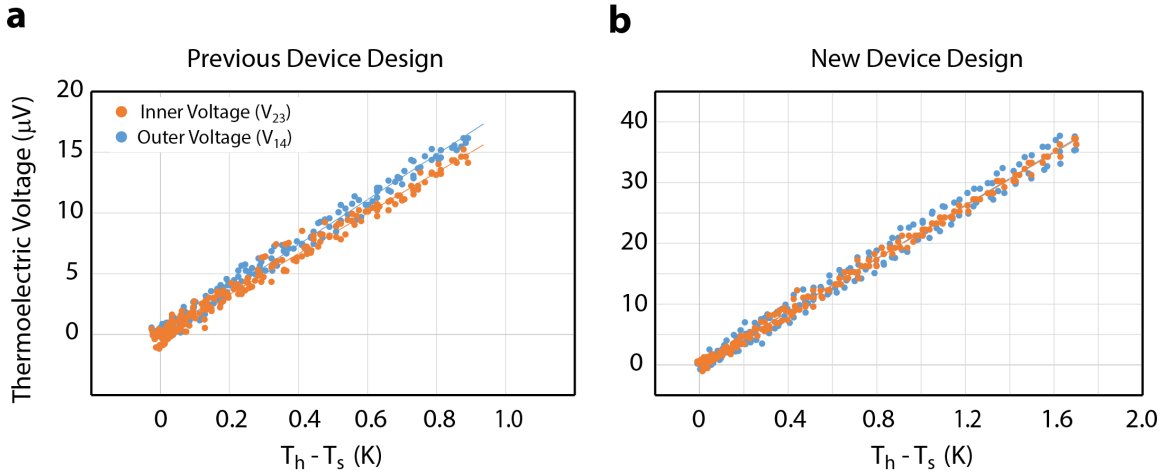 a
Previous Device Design
Thermoelectric Voltage (μV)
20
15
10
5
0
Inner Voltage (V₂₃)
Outer Voltage (V₁₄)
0 0.2 0.4 0.6 0.8 1.0
Tₕ - Tₛ (K)
b
New Device Design
40
30
20
10
0
0 0.4 0.8 1.2 1.6 2.0
Tₕ - Tₛ (K)